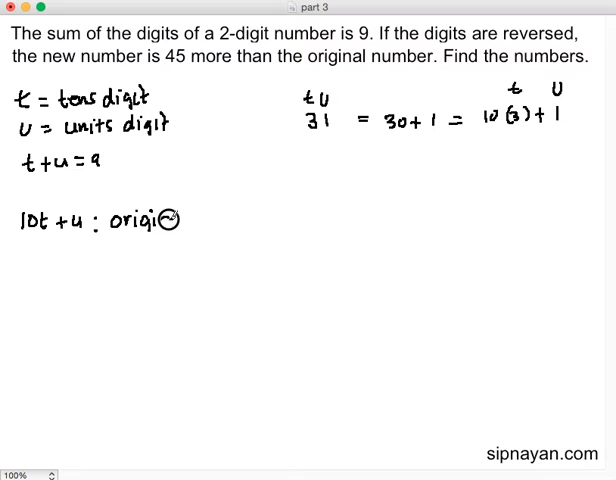 part 3
The sum of the digits of a 2-digit number is 9. If the digits are reversed,
the new number is 45 more than the original number. Find the numbers.
t = tens digit
u = units digit
t + u = 9
t u
31 = 30 + 1 = 10 (3) + 1
t u
10t + u : origi
sipnayan.com
100%